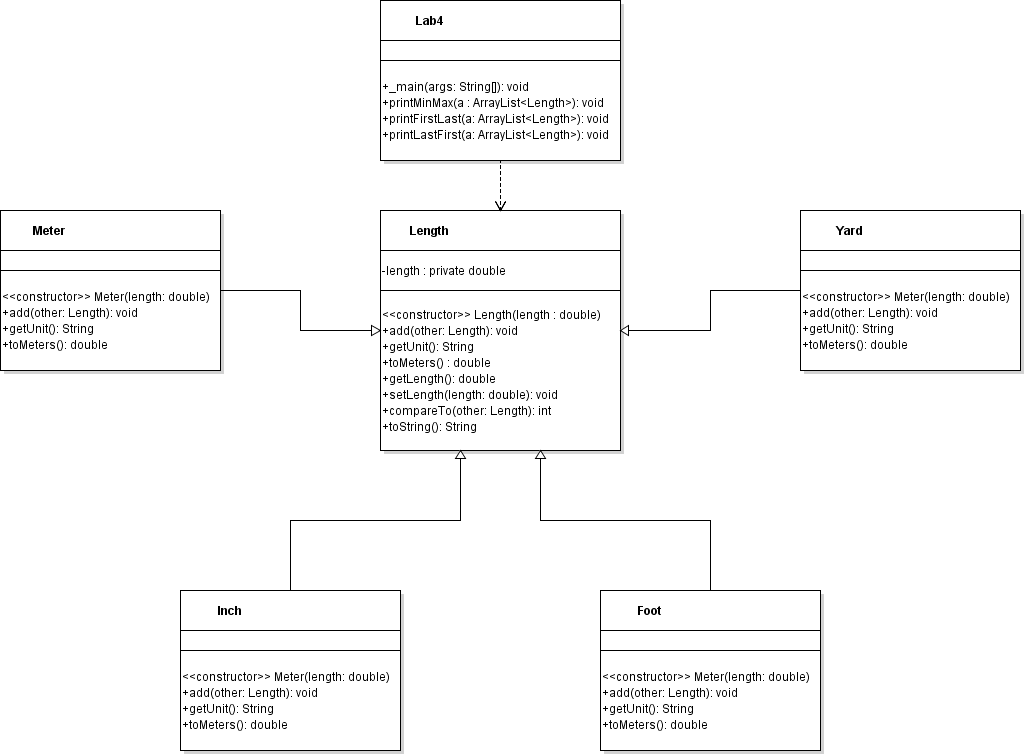 Lab4
+_main(args: String[]): void
+printMinMax(a : ArrayList<Length>): void
+printFirstLast(a: ArrayList<Length>): void
+printLastFirst(a: ArrayList<Length>): void
Meter
<<constructor>> Meter(length: double)
+add(other: Length): void
+getUnit(): String
+toMeters(): double
Length
-length : private double
<<constructor>> Length(length : double)
+add(other: Length): void
+getUnit(): String
+toMeters() : double
+getLength(): double
+setLength(length: double): void
+compareTo(other: Length): int
+toString(): String
Yard
<<constructor>> Meter(length: double)
+add(other: Length): void
+getUnit(): String
+toMeters(): double
Inch
<<constructor>> Meter(length: double)
+add(other: Length): void
+getUnit(): String
+toMeters(): double
Foot
<<constructor>> Meter(length: double)
+add(other: Length): void
+getUnit(): String
+toMeters(): double